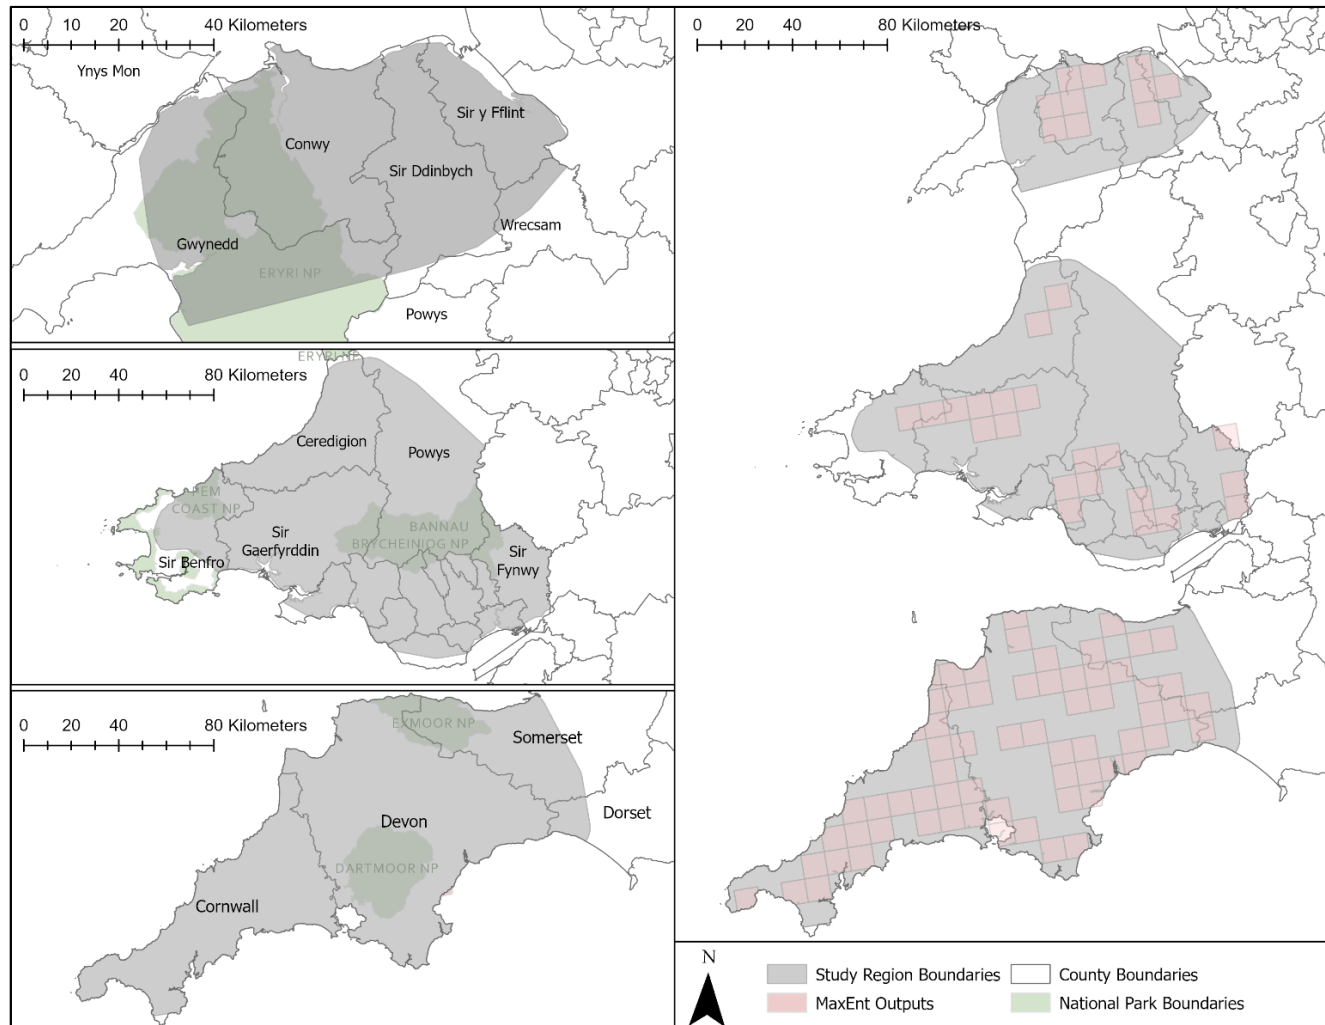 0 20 40 80 Kilometers
Ynys Mon
Sir y Fflint
Conwy
Sir Ddinbych
Wrecsam
Gwynedd
ERYRI NP
Powys
ERYRI NP
0 20 40 80 Kilometers
Ceredigion
Powys
PEM
COAST NP
BANNAU
BRYCHEINIOG NP
Sir
Gaerfyrddin
Sir
Fynwy
Sir Benfro
0 20 40 80 Kilometers
EXMOOR NP
Somerset
Dorset
Devon
DARTMOOR NP
Cornwall
0 20 40 80 Kilometers
N
Study Region Boundaries
County Boundaries
MaxEnt Outputs
National Park Boundaries